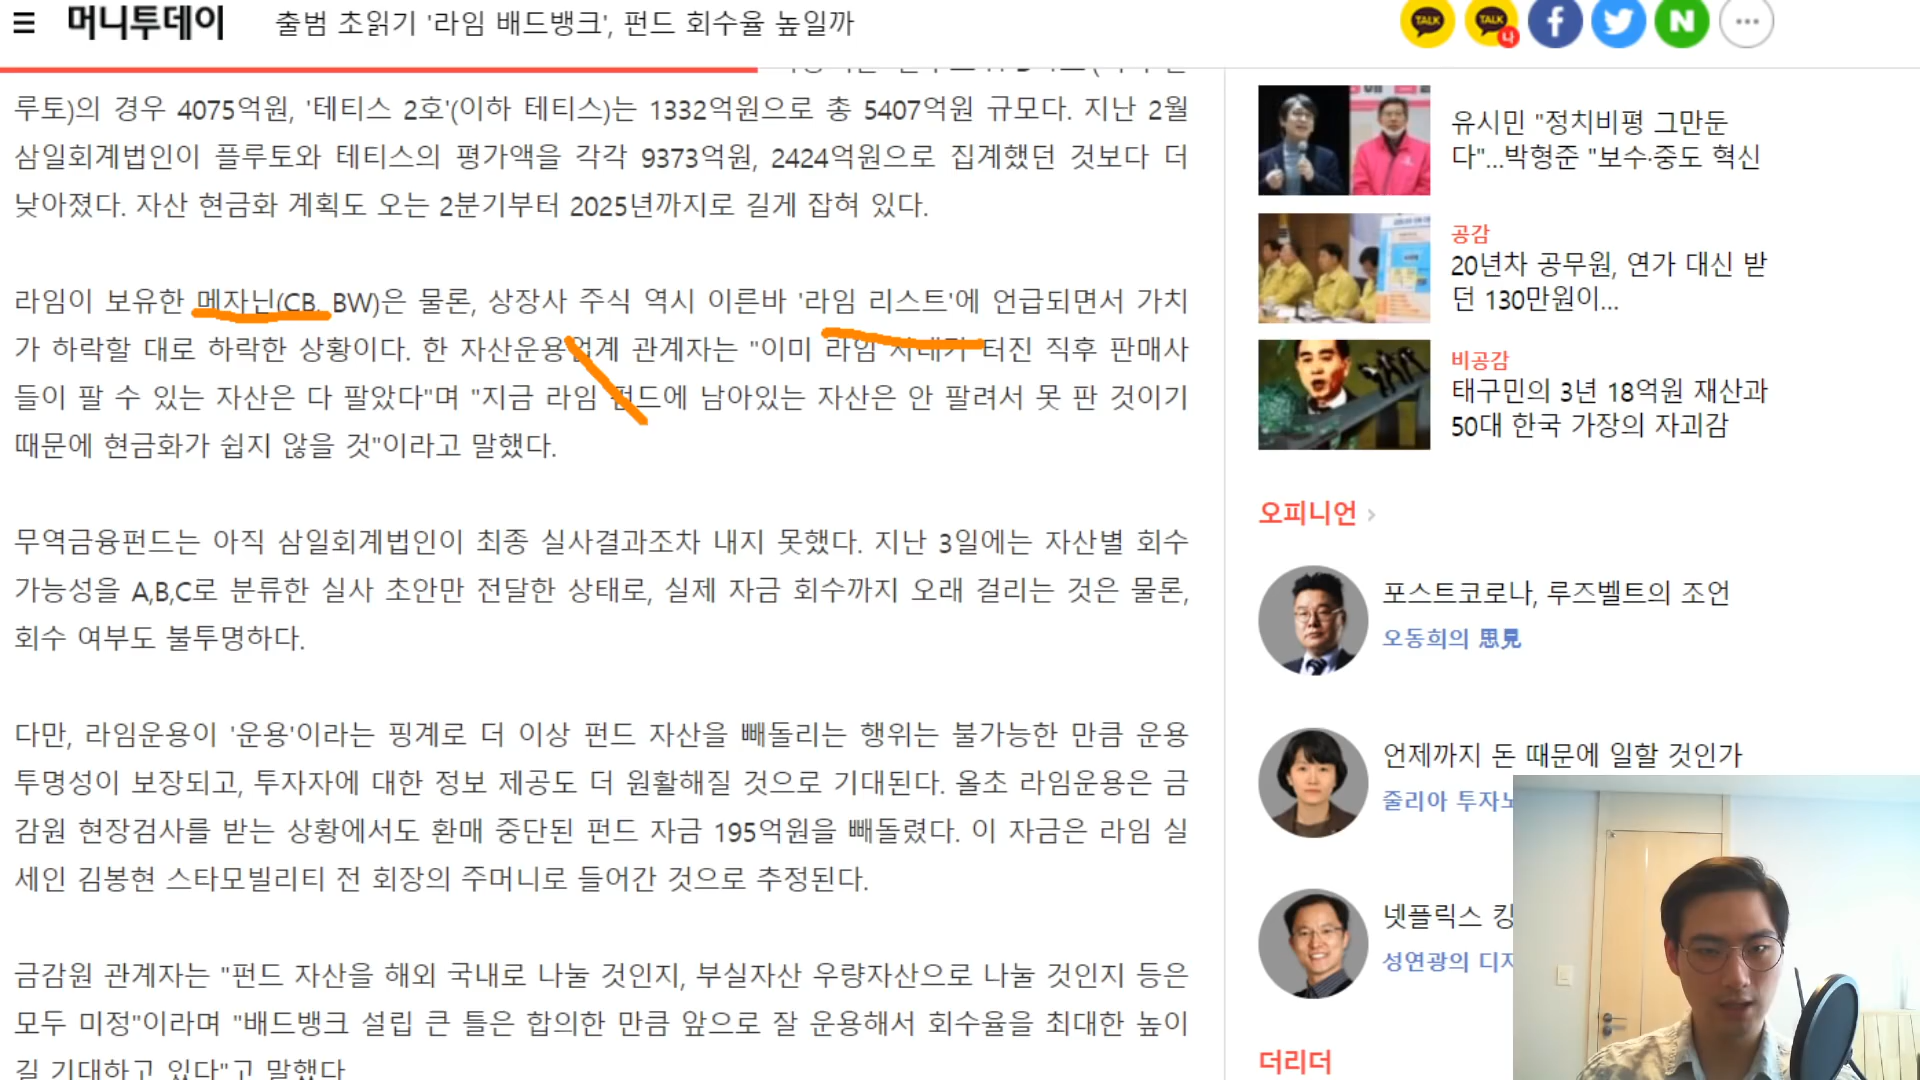 머니투데이
출범 초읽기 '라임 배드뱅크', 펀드 회수율 높일까
TALK
TALK
나
f
N
루토)의 경우 4075억원, '테티스 2호'(이하 테티스)는 1332억원으로 총 5407억원 규모다. 지난 2월
삼일회계법인이 플루토와 테티스의 평가액을 각각 9373억원, 2424억원으로 집계했던 것보다 더
낮아졌다. 자산 현금화 계획도 오는 2분기부터 2025년까지로 길게 잡혀 있다.
라임이 보유한 메자닌(CB, BW)은 물론, 상장사 주식 역시 이른바 '라임 리스트'에 언급되면서 가치
가 하락할 대로 하락한 상황이다. 한 자산운용업계 관계자는 "이미 라임 사태가 터진 직후 판매사
들이 팔 수 있는 자산은 다 팔았다"며 "지금 라임 펀드에 남아있는 자산은 안 팔려서 못 판 것이기
때문에 현금화가 쉽지 않을 것"이라고 말했다.
무역금융펀드는 아직 삼일회계법인이 최종 실사결과조차 내지 못했다. 지난 3일에는 자산별 회수
가능성을 A,B,C로 분류한 실사 초안만 전달한 상태로, 실제 자금 회수까지 오래 걸리는 것은 물론,
회수 여부도 불투명하다.
다만, 라임운용이 '운용'이라는 핑계로 더 이상 펀드 자산을 빼돌리는 행위는 불가능한 만큼 운용
투명성이 보장되고, 투자자에 대한 정보 제공도 더 원활해질 것으로 기대된다. 올초 라임운용은 금
감원 현장검사를 받는 상황에서도 환매 중단된 펀드 자금 195억원을 빼돌렸다. 이 자금은 라임 실
세인 김봉현 스타모빌리티 전 회장의 주머니로 들어간 것으로 추정된다.
금감원 관계자는 "펀드 자산을 해외 국내로 나눌 것인지, 부실자산 우량자산으로 나눌 것인지 등은
모두 미정"이라며 "배드뱅크 설립 큰 틀은 합의한 만큼 앞으로 잘 운용해서 회수율을 최대한 높이
길 기대하고 있다"고 말했다
유시민 "정치비평 그만둔
다"...박형준 "보수·중도 혁신
공감
20년차 공무원, 연가 대신 받
던 130만원이...
비공감
태구민의 3년 18억원 재산과
50대 한국 가장의 자괴감
오피니언
포스트코로나, 루즈벨트의 조언
오동희의 思見
언제까지 돈 때문에 일할 것인가
줄리아 투자노
넷플릭스 킹
성연광의 디지
더리더